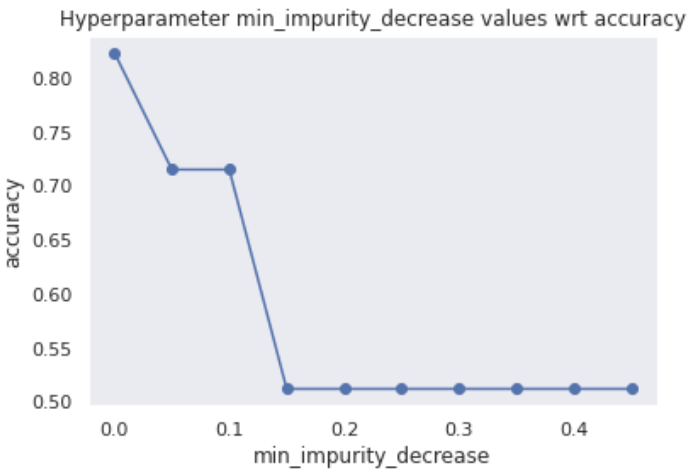 Hyperparameter min_impurity_decrease values wrt accuracy
accuracy
0.80
0.75
0.70
0.65
0.60
0.55
0.50
0.0 0.1 0.2 0.3 0.4
min_impurity_decrease